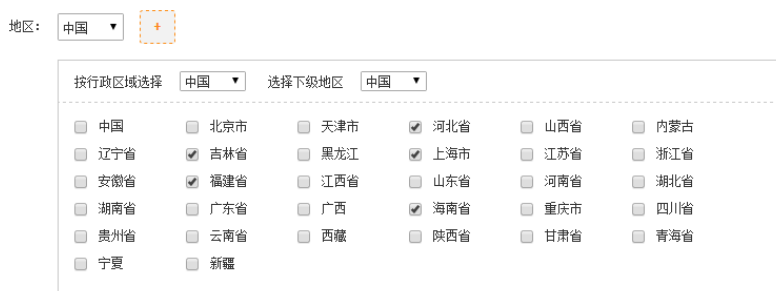 地区： 中国 +
按行政区域选择 中国 选择下级地区 中国
中国 北京市 天津市 河北省 山西省 内蒙古
辽宁省 吉林省 黑龙江 上海市 江苏省 浙江省
安徽省 福建省 江西省 山东省 河南省 湖北省
湖南省 广东省 广西 海南省 重庆市 四川省
贵州省 云南省 西藏 陕西省 甘肃省 青海省
宁夏 新疆